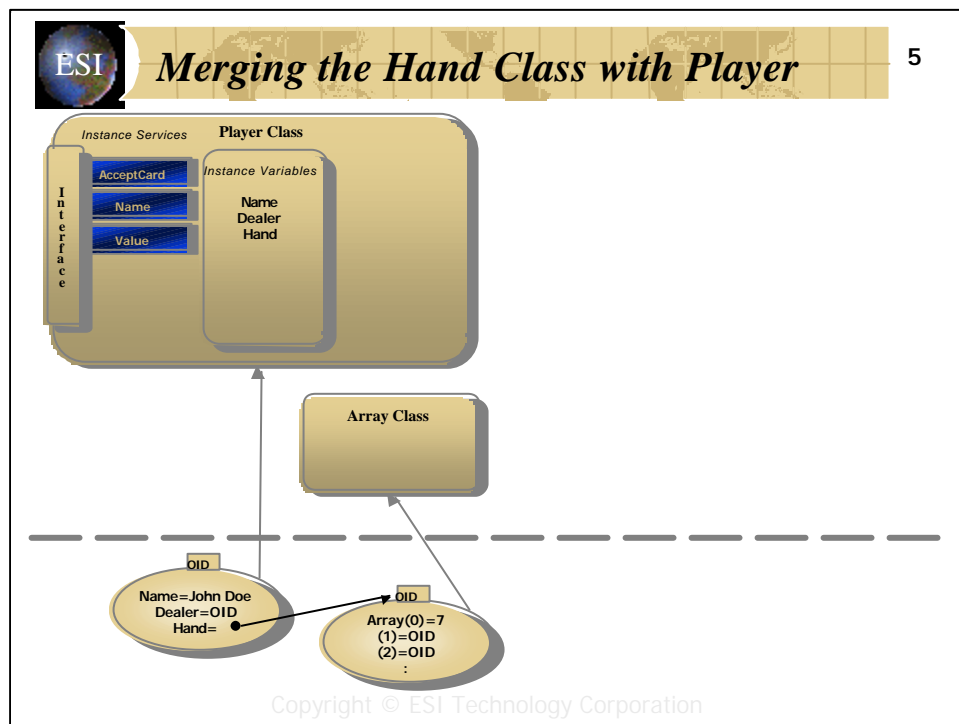 ESI
Merging the Hand Class with Player
5
Instance Services
Player Class
Interface
AcceptCard
Name
Value
Instance Variables
Name
Dealer
Hand
Array Class
OID
Name=John Doe
Dealer=OID
Hand=
OID
Array(0)=7
(1)=OID
(2)=OID
:
Copyright © ESI Technology Corporation